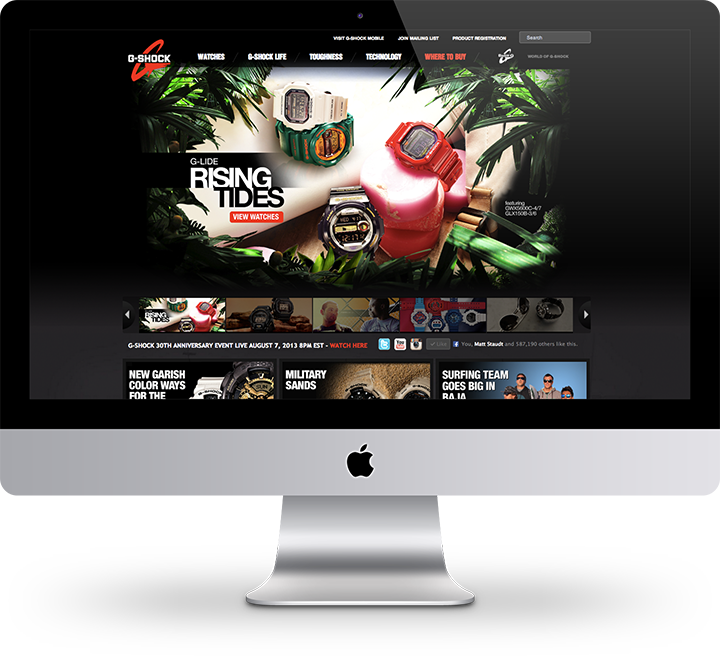 VISIT G-SHOCK MOBILE JOIN MAILING LIST PRODUCT REGISTRATION Search
G-SHOCK WATCHES G-SHOCK LIFE TOUGHNESS TECHNOLOGY WHERE TO BUY WORLD OF G-SHOCK
G-LIDE
RISING
TIDES
VIEW WATCHES
featuring
GWX5600C-4/7
GLX150B-3/6
RISING
TIDES
G-SHOCK 30TH ANNIVERSARY EVENT LIVE AUGUST 7, 2013 8PM EST - WATCH HERE You Tube Like You, Matt Staudt and 587,190 others like this.
NEW GARISH
COLOR WAYS
FOR THE
MILITARY
SANDS
SURFING TEAM
GOES BIG IN
BAJA